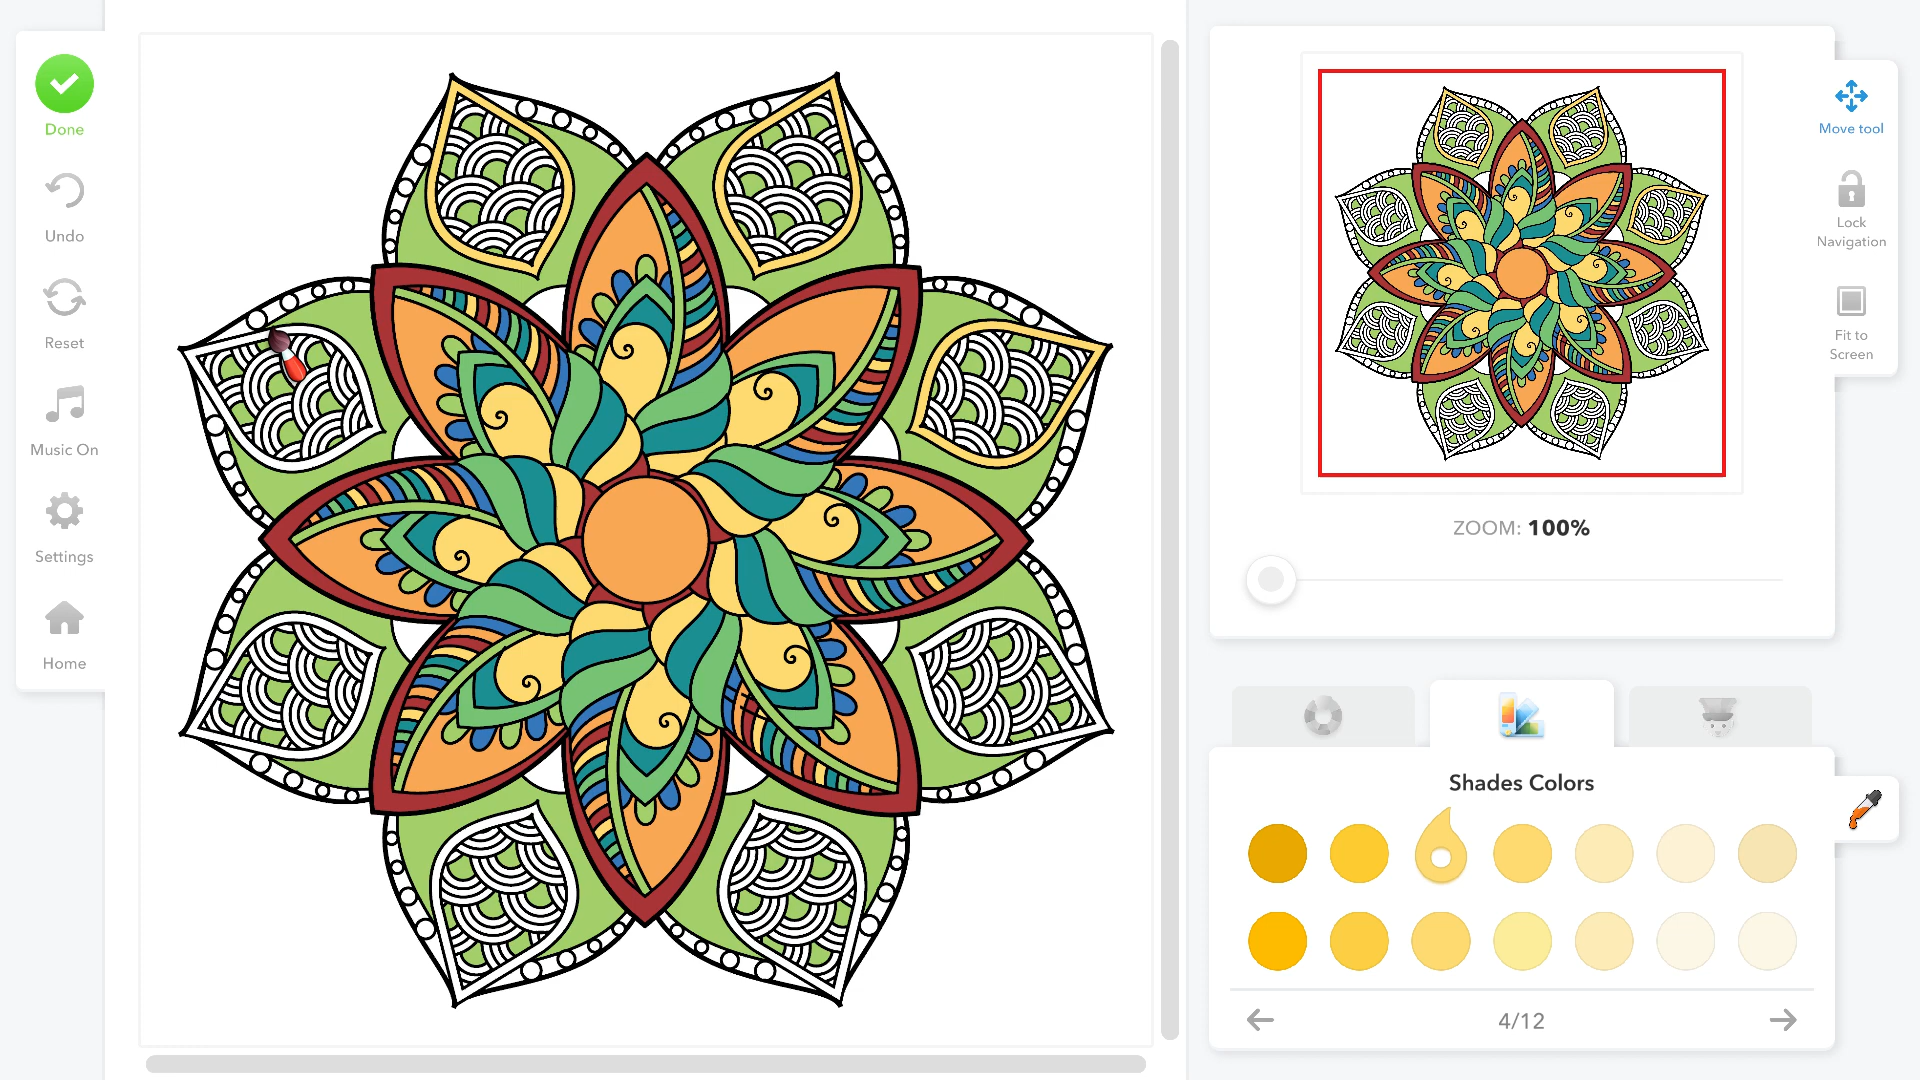 Done
Undo
Reset
Music On
Settings
Home
Move tool
Lock
Navigation
Fit to
Screen
ZOOM: 100%
Shades Colors
4/12